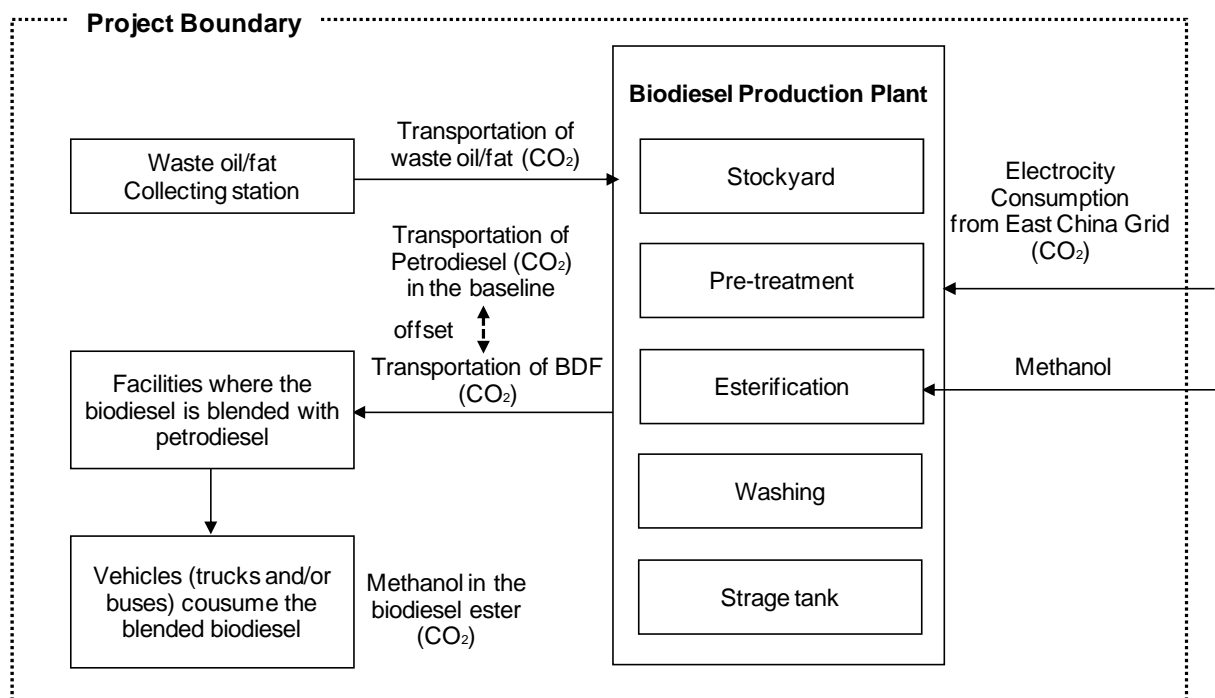 Project Boundary
Biodiesel Production Plant
Waste oil/fat
Collecting station
Transportation of
waste oil/fat (CO₂)
Stockyard
Electrocity
Consumption
from East China Grid
(CO₂)
Transportation of
Petrodiesel (CO₂)
in the baseline
Pre-treatment
offset
Transportation of BDF
(CO₂)
Facilities where the
biodiesel is blended with
petrodiesel
Esterification
Methanol
Washing
Vehicles (trucks and/or
buses) cousume the
blended biodiesel
Methanol in the
biodiesel ester
(CO₂)
Strage tank